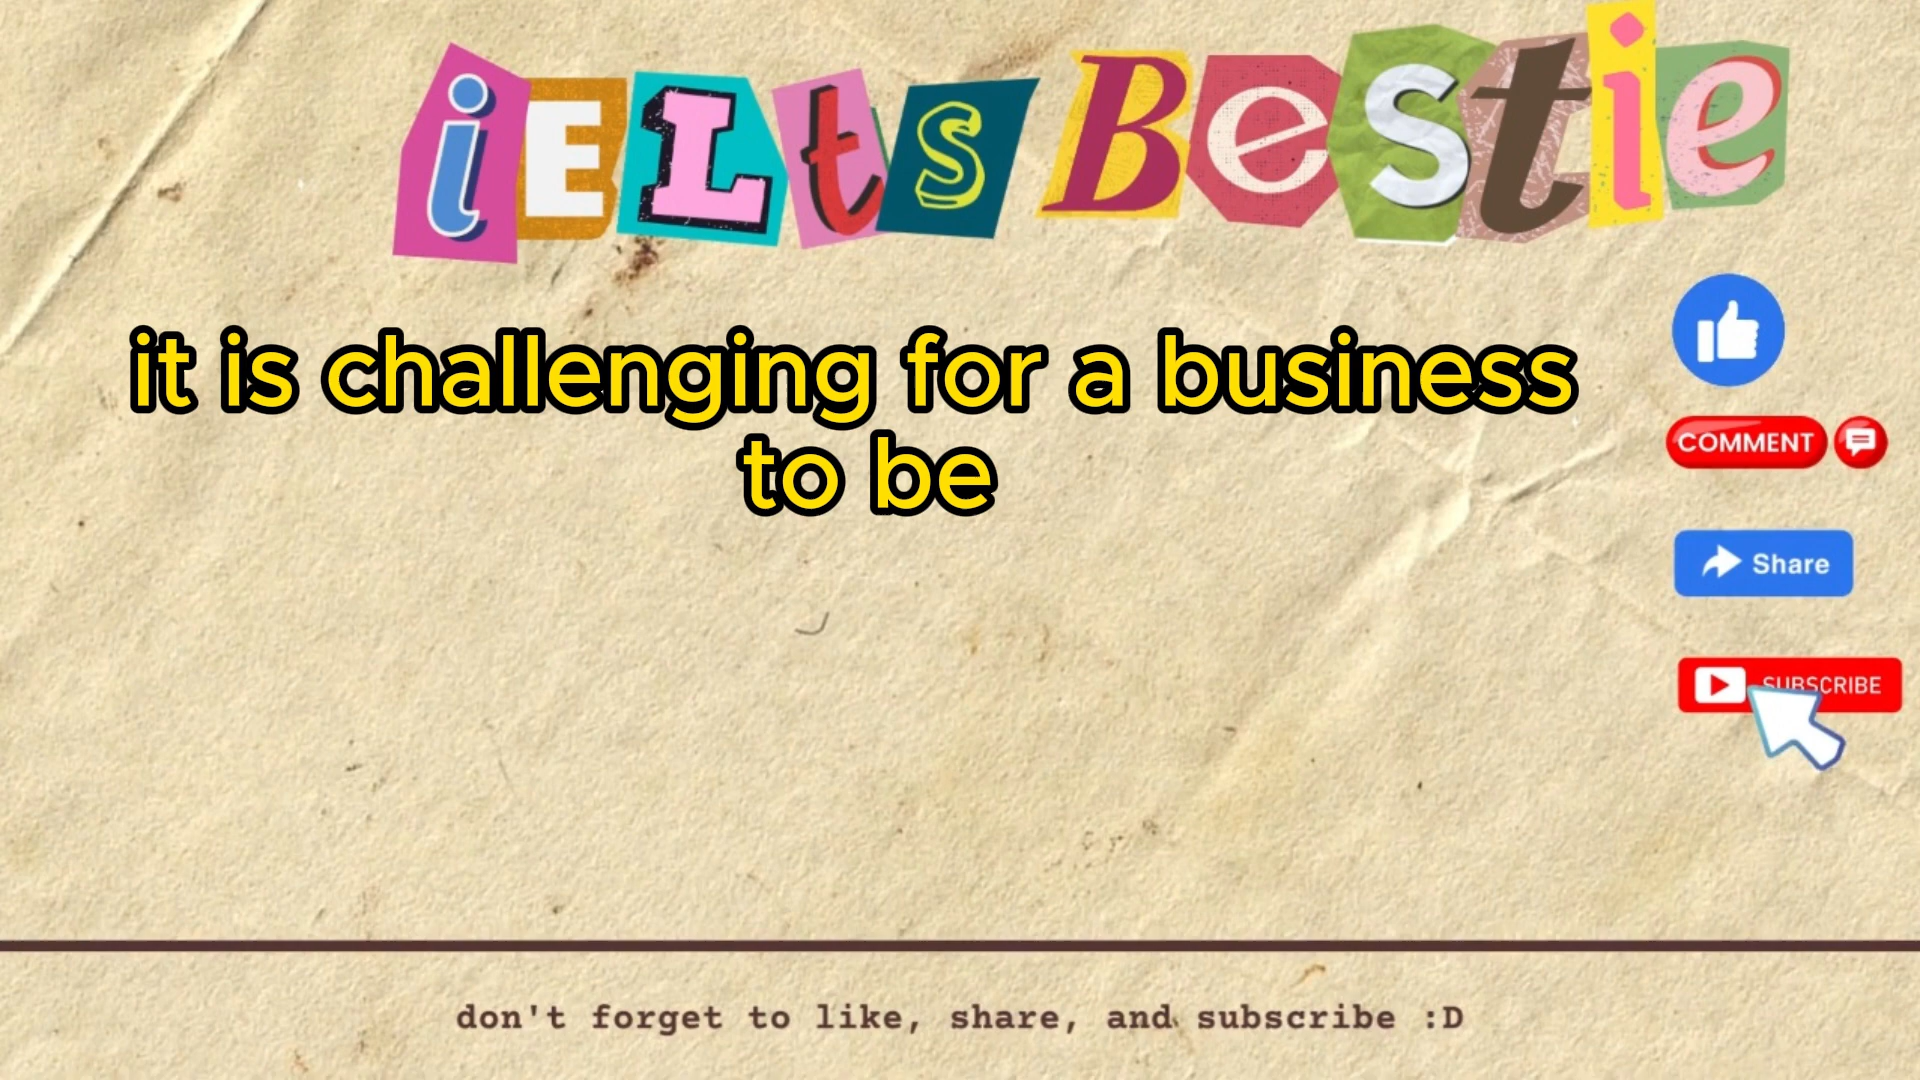 iELts Bestie
it is challenging for a business
to be
COMMENT
Share
SUBSCRIBE
don't forget to like, share, and subscribe :D